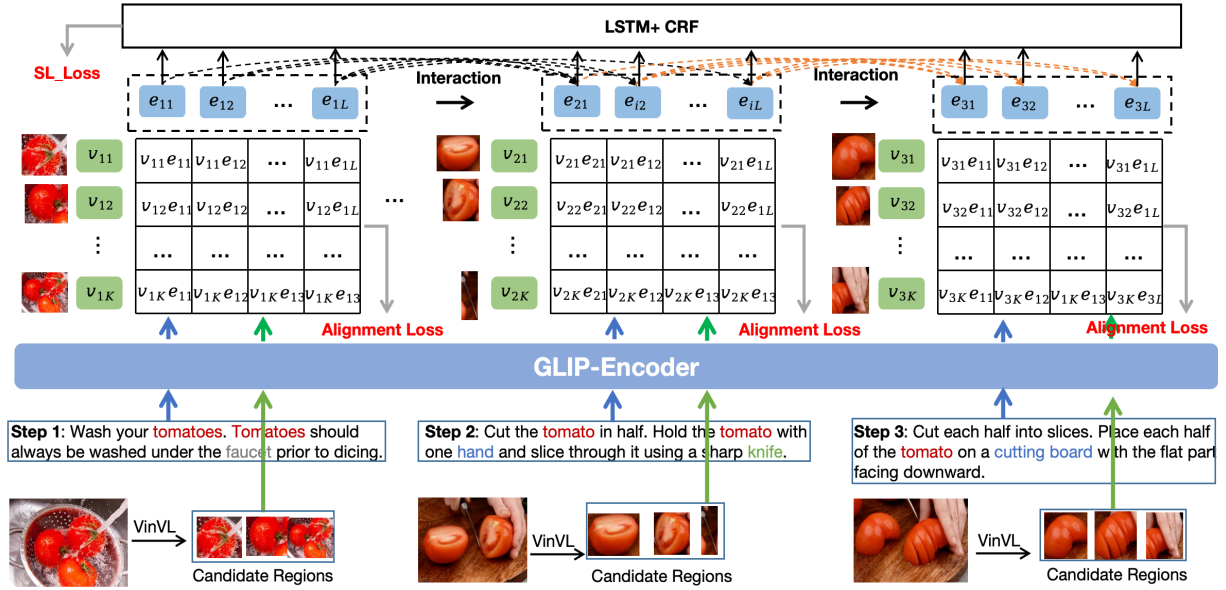 LSTM+ CRF
SL_Loss
Interaction
Interaction
e11 e12 ... e1L
e21 ei2 ... eiL
e31 e32 ... e3L
v11
v11e11 v11e12 ... v11e1L
v12
v12e11 v12e12 ... v12e1L
...
... ... ...
v1K
v1Ke11 v1Ke12 v1Ke13 v1Ke13
Alignment Loss
...
v21
v21e21 v21e12 ... v21e1L
v22
v22e21 v22e12 ... v22e1L
...
... ... ...
v2K
v2Ke21 v2Ke12 v2Ke13 v2Ke13
Alignment Loss
v31
v31e11 v31e12 ... v31e1L
v32
v32e11 v32e12 ... v32e1L
...
... ... ...
v3K
v3Ke11 v3Ke12 v1Ke13 v3Ke3L
Alignment Loss
GLIP-Encoder
Step 1: Wash your tomatoes. Tomatoes should
always be washed under the faucet prior to dicing.
Step 2: Cut the tomato in half. Hold the tomato with
one hand and slice through it using a sharp knife.
Step 3: Cut each half into slices. Place each half
of the tomato on a cutting board with the flat part
facing downward.
VinVL
Candidate Regions
VinVL
Candidate Regions
VinVL
Candidate Regions